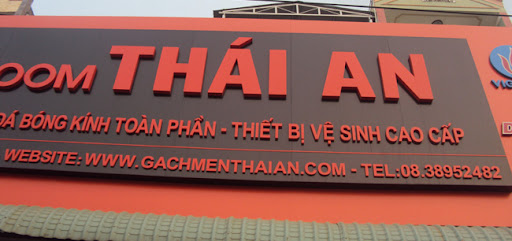 OOM THÁI AN
ĐÁ BÓNG KÍNH TOÀN PHẦN - THIẾT BỊ VỆ SINH CAO CẤP
WEBSITE: WWW.GACHMENTHAIAN.COM - TEL:08.38952482
VIG